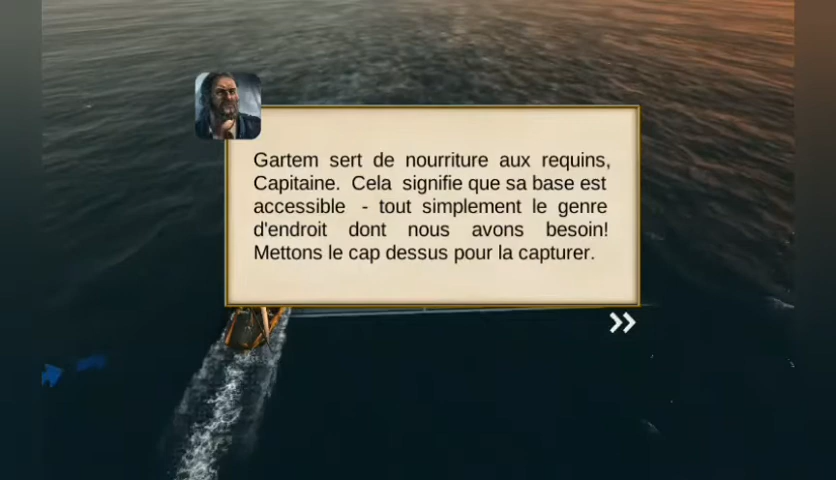 Gartem sert de nourriture aux requins,
Capitaine. Cela signifie que sa base est
accessible - tout simplement le genre
d'endroit dont nous avons besoin!
Mettons le cap dessus pour la capturer.